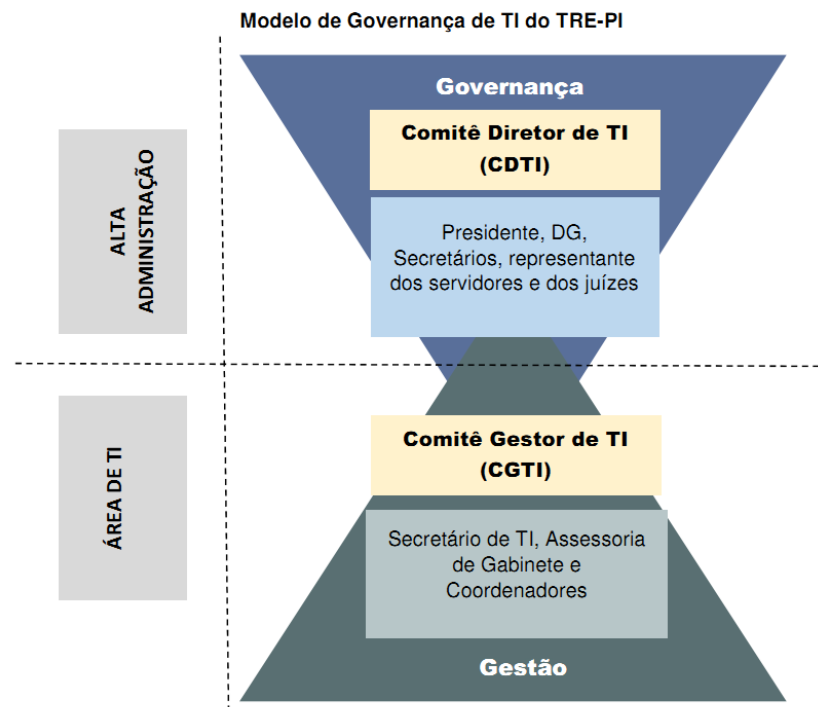 Modelo de Governança de TI do TRE-PI
Governança
Comitê Diretor de TI
(CDTI)
ALTA
ADMINISTRAÇÃO
Presidente, DG,
Secretários, representante
dos servidores e dos juízes
Comitê Gestor de TI
(CGTI)
ÁREA DE TI
Secretário de TI, Assessoria
de Gabinete e
Coordenadores
Gestão